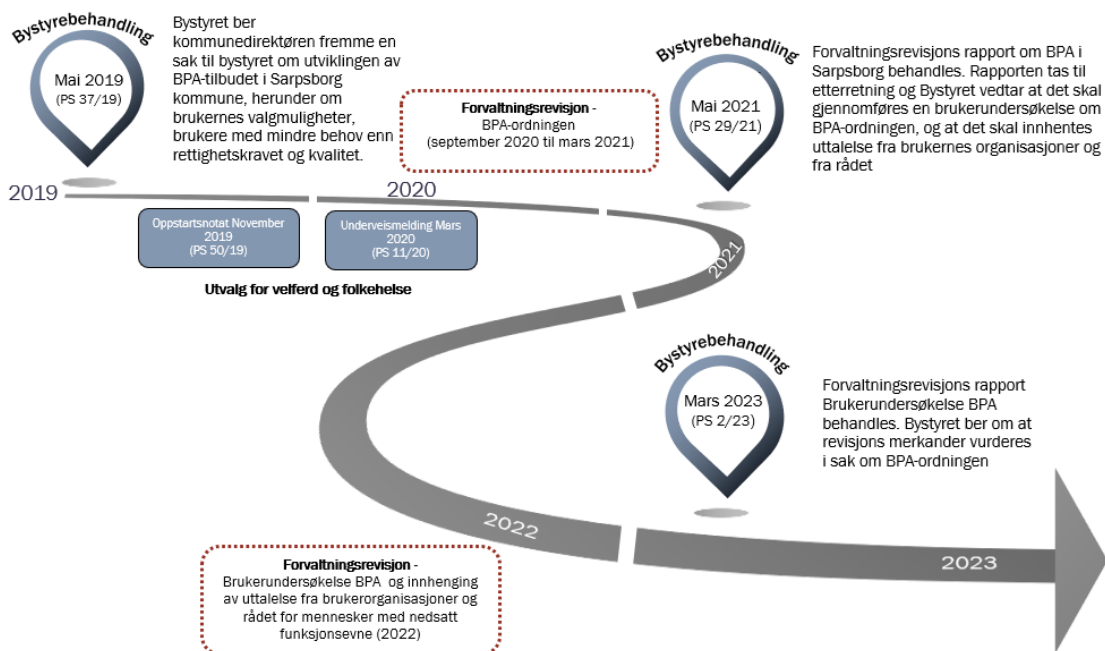 Bystyrebehandling
Mai 2019
(PS 37/19)
Bystyret ber
kommunedirektøren fremme en
sak til bystyret om utviklingen av
BPA-tilbudet i Sarpsborg
kommune, herunder om
brukernes valgmuligheter,
brukere med mindre behov enn
rettighetskravet og kvalitet.
Forvaltningsrevisjon -
BPA-ordningen
(september 2020 til mars 2021)
Bystyrebehandling
Mai 2021
(PS 29/21)
Forvaltningsrevisjons rapport om BPA i
Sarpsborg behandles. Rapporten tas til
etterretning og Bystyret vedtar at det skal
gjennomføres en brukerundersøkelse om
BPA-ordningen, og at det skal innhentes
uttalelse fra brukernes organisasjoner og
fra rådet
2019
2020
Oppstartsnotat November
2019
(PS 50/19)
Underveismelding Mars
2020
(PS 11/20)
Utvalg for velferd og folkehelse
2021
Bystyrebehandling
Mars 2023
(PS 2/23)
Forvaltningsrevisjons rapport
Brukerundersøkelse BPA
behandles. Bystyret ber om at
revisjons merkander vurderes
i sak om BPA-ordningen
2022
2023
Forvaltningsrevisjon -
Brukerundersøkelse BPA og innhenging
av uttalelse fra brukerorganisasjoner og
rådet for mennesker med nedsatt
funksjonsevne (2022)